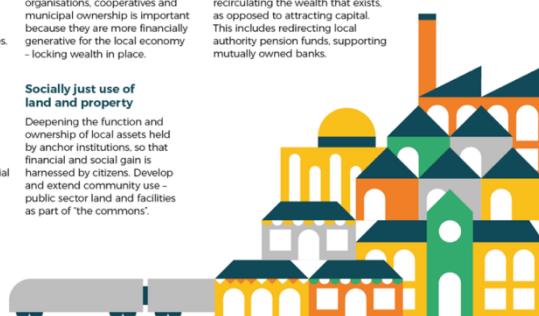 organisations, cooperatives and
municipal ownership is important
because they are more financially
generative for the local economy
– locking wealth in place.
Socially just use of
land and property
Deepening the function and
ownership of local assets held
by anchor institutions, so that
financial and social gain is
harnessed by citizens. Develop
and extend community use –
public sector land and facilities
as part of “the commons”.
recirculating the wealth that exists,
as opposed to attracting capital.
This includes redirecting local
authority pension funds, supporting
mutually owned banks.